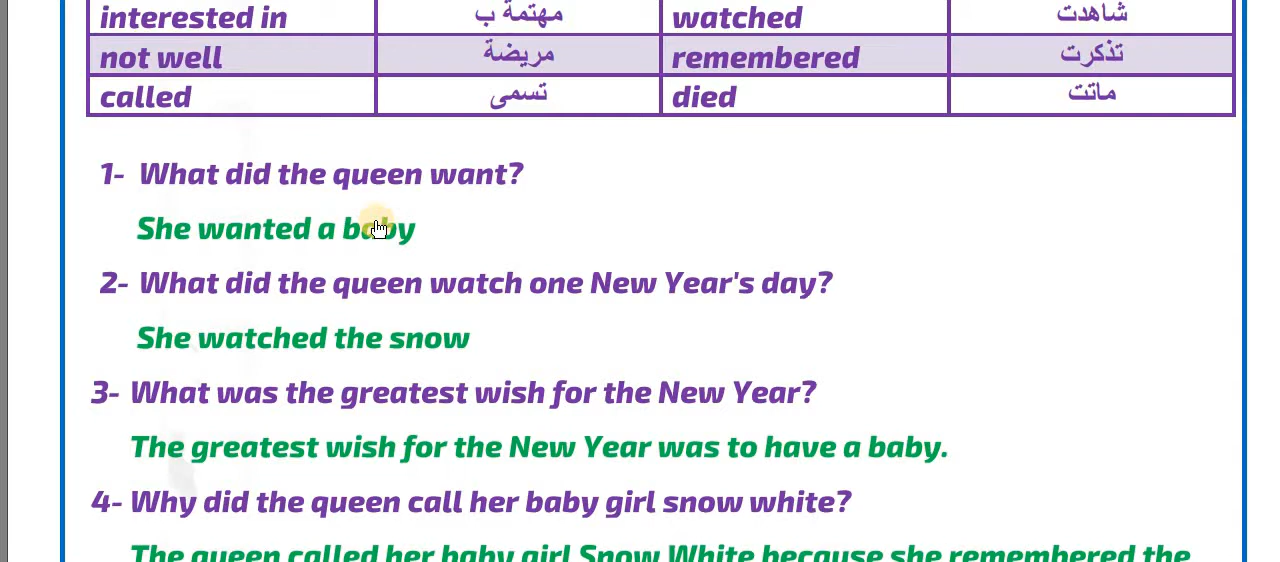 interested in مهتمة ب watched شاهدت
not well مريضة remembered تذكرت
called تسمى died ماتت
1- What did the queen want?
She wanted a baby
2- What did the queen watch one New Year's day?
She watched the snow
3- What was the greatest wish for the New Year?
The greatest wish for the New Year was to have a baby.
4- Why did the queen call her baby girl snow white?
The queen called her baby girl Snow White because she remembered the